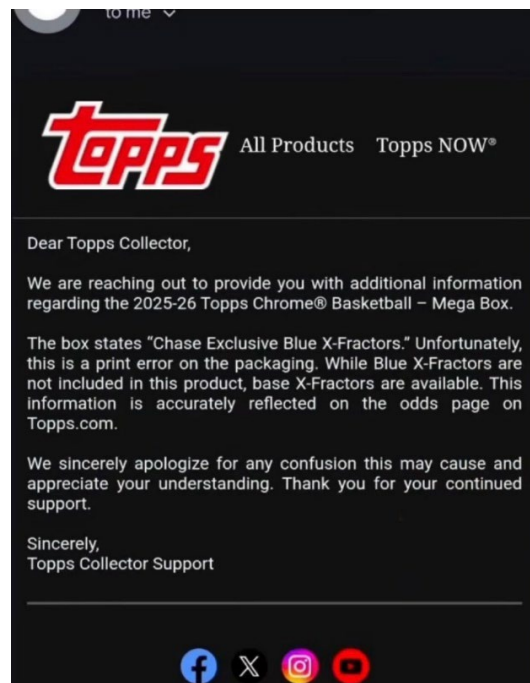 to me
Topps
All Products Topps NOW®
Dear Topps Collector,
We are reaching out to provide you with additional information
regarding the 2025-26 Topps Chrome® Basketball – Mega Box.
The box states “Chase Exclusive Blue X-Fractors.” Unfortunately,
this is a print error on the packaging. While Blue X-Fractors are
not included in this product, base X-Fractors are available. This
information is accurately reflected on the odds page on
Topps.com.
We sincerely apologize for any confusion this may cause and
appreciate your understanding. Thank you for your continued
support.
Sincerely,
Topps Collector Support